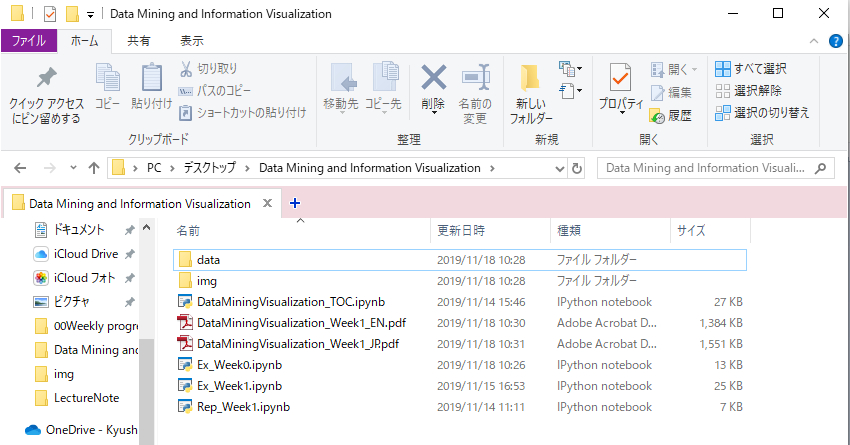 Data Mining and Information Visualization
ファイル ホーム 共有 表示
クイック アクセスにピン留めする
コピー
貼り付け
切り取り
パスのコピー
ショートカットの貼り付け
クリップボード
移動先
コピー先
削除
名前の変更
整理
新しいフォルダー
新規
プロパティ
開く
編集
履歴
開く
すべて選択
選択解除
選択の切り替え
選択
PC デスクトップ Data Mining and Information Visualization
Data Mining and Information Visuali...
Data Mining and Information Visualization
ドキュメント
iCloud Drive
iCloud フォト
ピクチャ
00Weekly progre
Data Mining and
img
LectureNote
OneDrive - Kyush
名前 更新日時 種類 サイズ
data 2019/11/18 10:28 ファイル フォルダー
img 2019/11/18 10:28 ファイル フォルダー
DataMiningVisualization_TOC.ipynb 2019/11/14 15:46 IPython notebook 27 KB
DataMiningVisualization_Week1_EN.pdf 2019/11/18 10:30 Adobe Acrobat D... 1,384 KB
DataMiningVisualization_Week1_JP.pdf 2019/11/18 10:31 Adobe Acrobat D... 1,551 KB
Ex_Week0.ipynb 2019/11/18 10:26 IPython notebook 13 KB
Ex_Week1.ipynb 2019/11/15 16:53 IPython notebook 25 KB
Rep_Week1.ipynb 2019/11/14 11:11 IPython notebook 7 KB